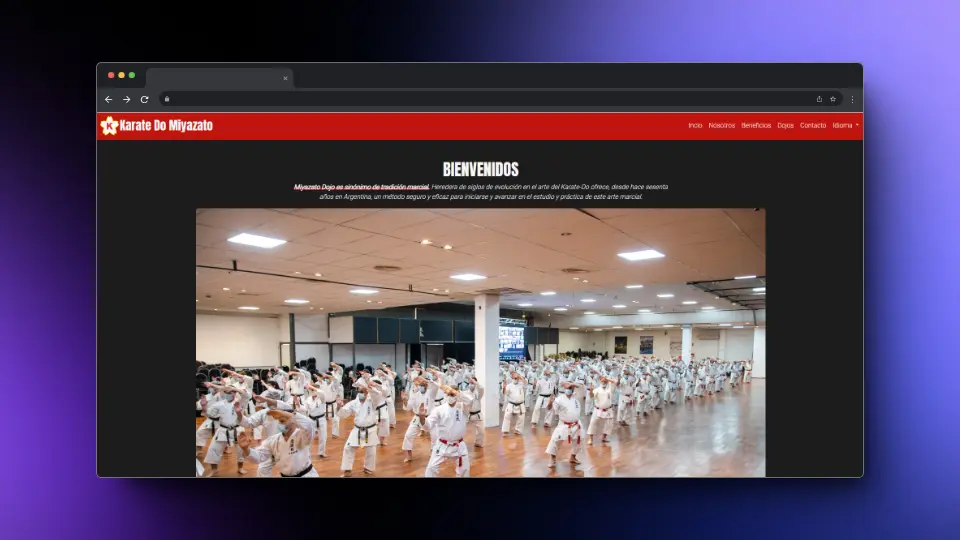 K Karate Do Miyazato
Incio Nosotros Beneficios Dojos Contacto Idioma
BIENVENIDOS
Miyazato Dojo es sinónimo de tradición marcial. Heredera de siglos de evolución en el arte del Karate-Do ofrece, desde hace sesenta
años en Argentina, un método seguro y eficaz para iniciarse y avanzar en el estudio y práctica de este arte marcial.